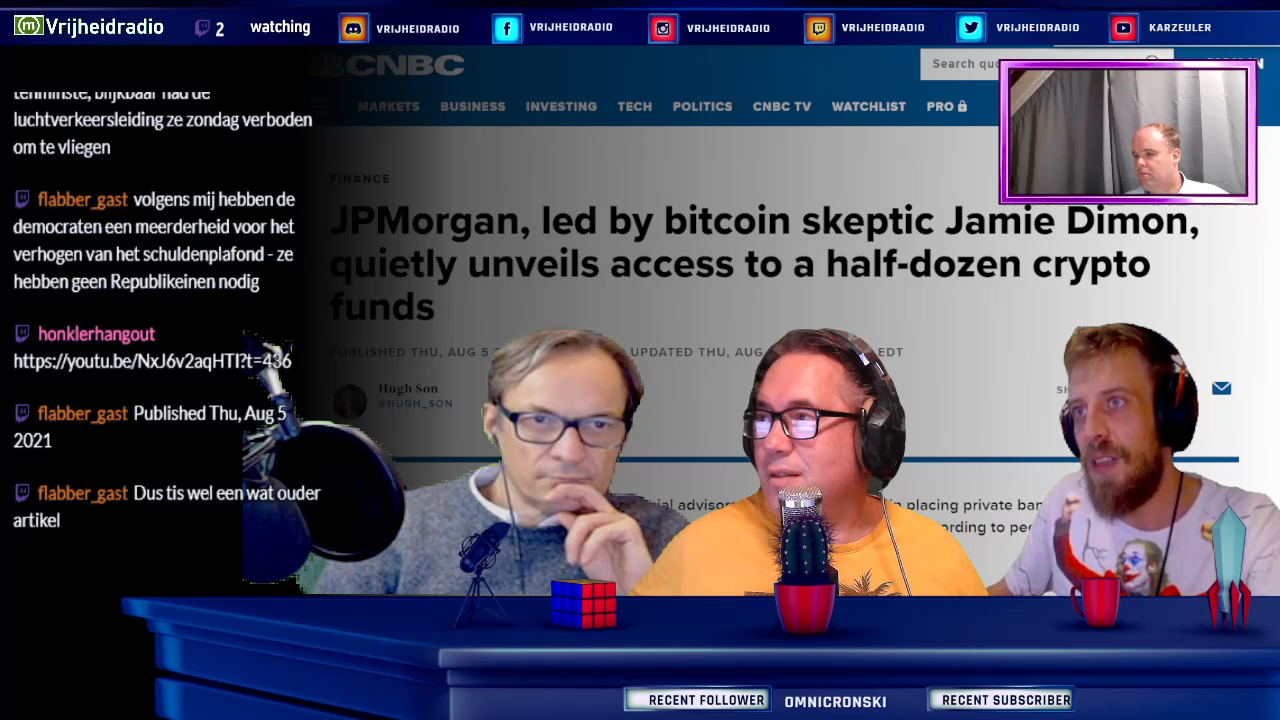 Vrijheidradio
2
watching
VRIJHEIDRADIO
VRIJHEIDRADIO
VRIJHEIDRADIO
VRIJHEIDRADIO
VRIJHEIDRADIO
KARZEULER
tenminste, blijkbaar had de
luchtverkeersleiding ze zondag verboden
om te vliegen
flabber_gast volgens mij hebben de
democraten een meerderheid voor het
verhogen van het schuldenplafond - ze
hebben geen Republikeinen nodig
honklerhangout
https://youtu.be/NxJ6v2aqHTI?t=436
flabber_gast Published Thu, Aug 5
2021
flabber_gast Dus tis wel een wat ouder
artikel
CNBC
Search
MARKETS BUSINESS INVESTING TECH POLITICS CNBC TV WATCHLIST PRO
FINANCE
JPMorgan, led by bitcoin skeptic Jamie Dimon,
quietly unveils access to a half-dozen crypto
funds
PUBLISHED THU, AUG 5 UPDATED THU, EDT
Hugh Son
@HUGH_SON
in placing private
RECENT FOLLOWER OMNICRONSKI RECENT SUBSCRIBER